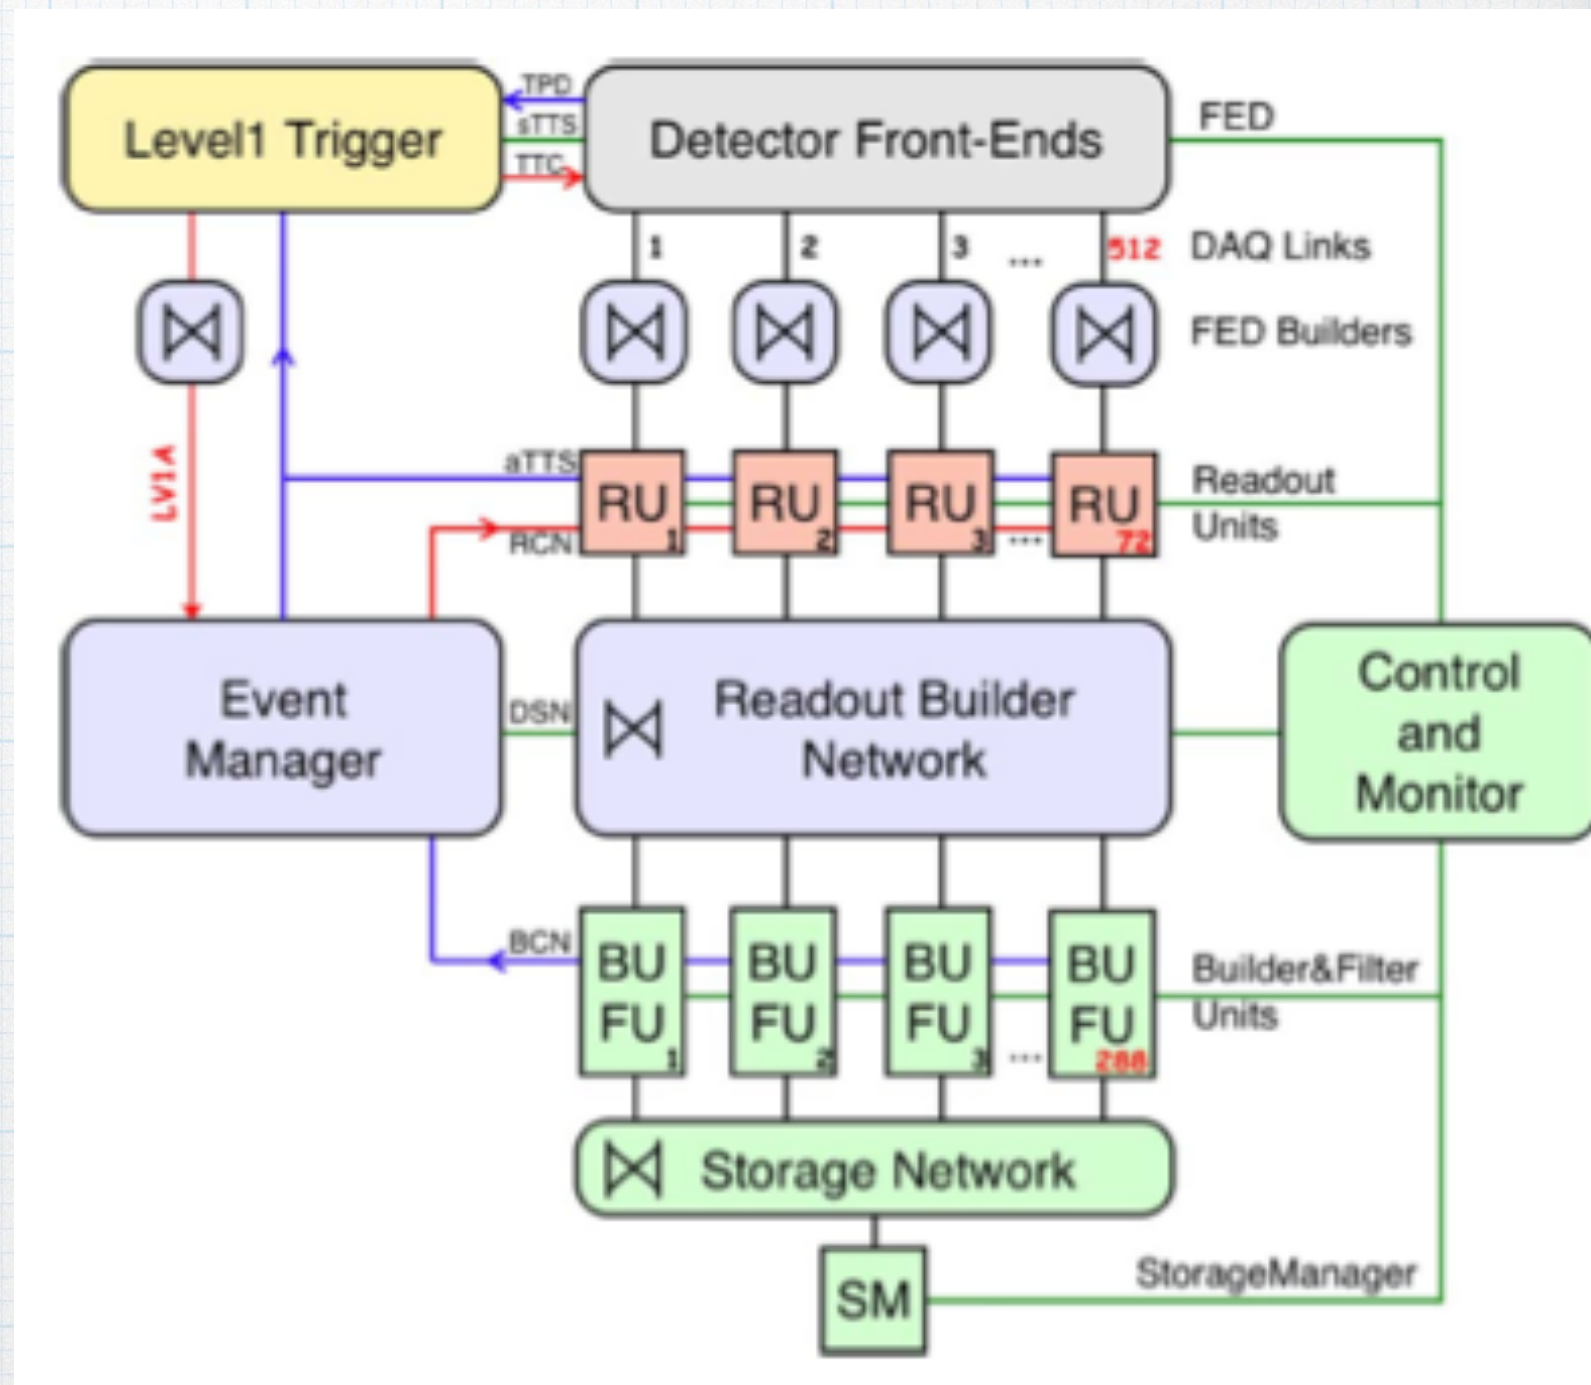 TPD
Level1 Trigger
sTTS
Detector Front-Ends
FED
TTC
1
2
3
...
512
DAQ Links
FED Builders
LV1A
aTTS
RU
1
RU
2
RU
3
...
RU
72
Readout
Units
RCN
Event
Manager
DSN
Readout Builder
Network
Control
and
Monitor
BCN
BU
FU
1
BU
FU
2
BU
FU
3
...
BU
FU
288
Builder&Filter
Units
Storage Network
SM
StorageManager